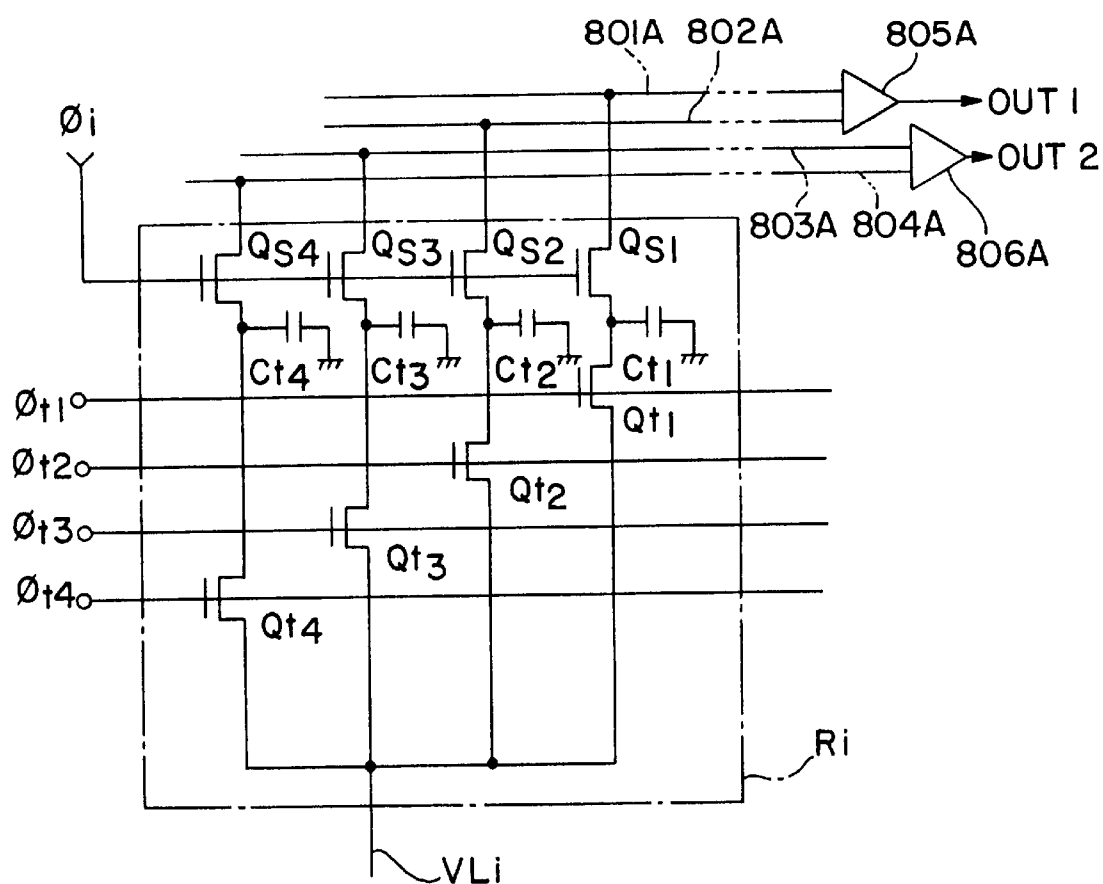 801A 802A 805A
OUT 1
Øi
OUT 2
803A 804A 806A
QS4 QS3 QS2 QS1
Ct4 Ct3 Ct2 Ct1
Øt1
Qt1
Øt2
Qt2
Øt3
Qt3
Øt4
Qt4
Ri
VLi